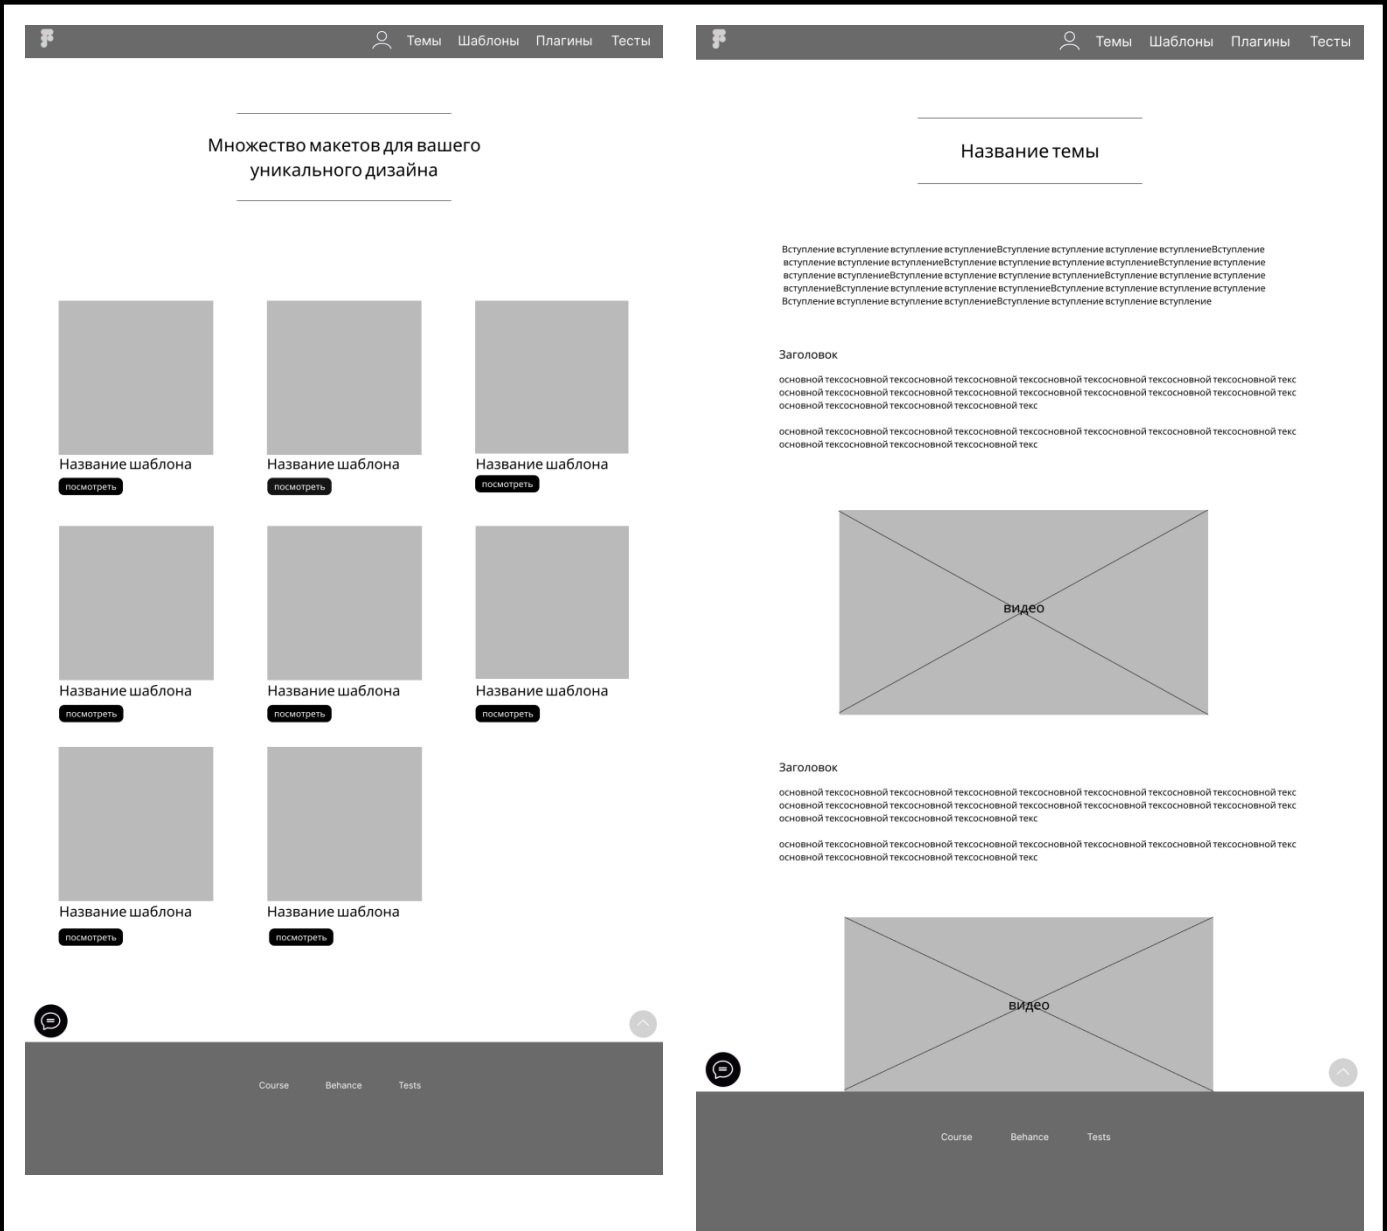 Темы Шаблоны Плагины Тесты
Множество макетов для вашего
уникального дизайна
Название шаблона Название шаблона Название шаблона
посмотреть посмотреть посмотреть
Название шаблона Название шаблона Название шаблона
посмотреть посмотреть посмотреть
Название шаблона Название шаблона
посмотреть посмотреть
Course Behance Tests
Темы Шаблоны Плагины Тесты
Название темы
Вступление вступление вступление вступлениеВступление вступление вступление вступлениеВступление
вступление вступление вступлениеВступление вступление вступление вступлениеВступление вступление
вступление вступлениеВступление вступление вступление вступлениеВступление вступление вступление
вступлениеВступление вступление вступление вступлениеВступление вступление вступление вступление
Вступление вступление вступление вступлениеВступление вступление вступление вступление
Заголовок
основной тексосновной тексосновной тексосновной тексосновной тексосновной тексосновной тексосновной текс
основной тексосновной тексосновной тексосновной тексосновной тексосновной тексосновной тексосновной текс
основной тексосновной тексосновной тексосновной текс
основной тексосновной тексосновной тексосновной тексосновной тексосновной тексосновной тексосновной текс
основной тексосновной тексосновной тексосновной текс
видео
Заголовок
основной тексосновной тексосновной тексосновной тексосновной тексосновной тексосновной тексосновной текс
основной тексосновной тексосновной тексосновной тексосновной тексосновной тексосновной тексосновной текс
основной тексосновной тексосновной тексосновной текс
основной тексосновной тексосновной тексосновной тексосновной тексосновной тексосновной тексосновной текс
основной тексосновной тексосновной тексосновной текс
видео
Course Behance Tests